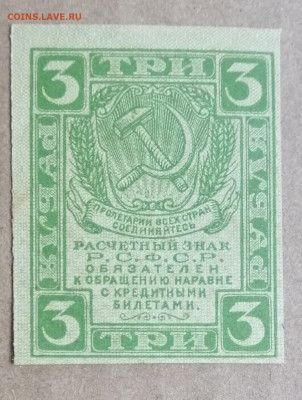 COINS.LAVE.RU
3 ТРИ 3
РУБЛЯ
РУБЛЯ
ПРОЛЕТАРИИ ВСЕХ СТРАН
СОЕДИНЯЙТЕСЬ
РАСЧЕТНЫЙ ЗНАК
Р.С.Ф.С.Р.
ОБЯЗАТЕЛЕН
К ОБРАЩЕНИЮ НАРАВНЕ
С КРЕДИТНЫМИ
БИЛЕТАМИ.
3 ТРИ 3